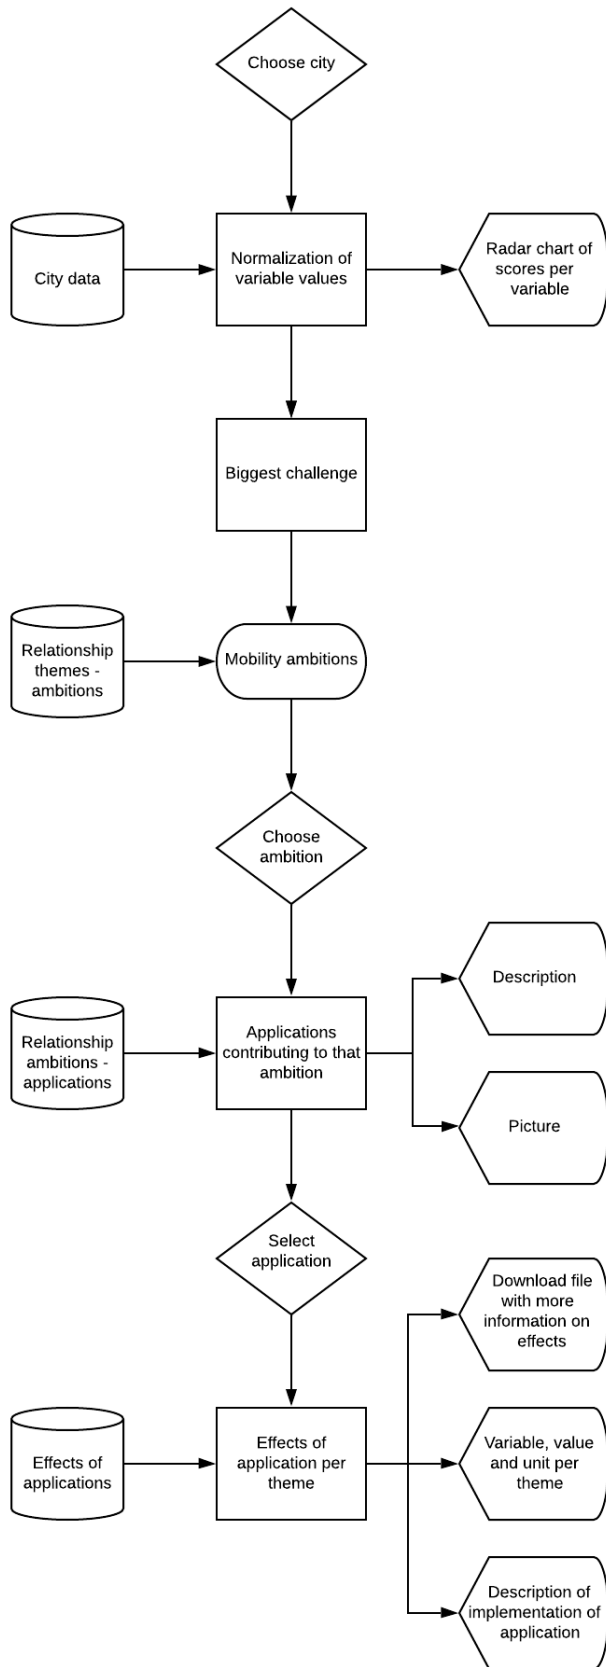 Choose city
City data
Normalization of
variable values
Radar chart of
scores per
variable
Biggest challenge
Relationship
themes -
ambitions
Mobility ambitions
Choose
ambition
Relationship
ambitions -
applications
Applications
contributing to that
ambition
Description
Picture
Select
application
Download file
with more
information on
effects
Effects of
applications
Effects of
application per
theme
Variable, value
and unit per
theme
Description of
implementation of
application